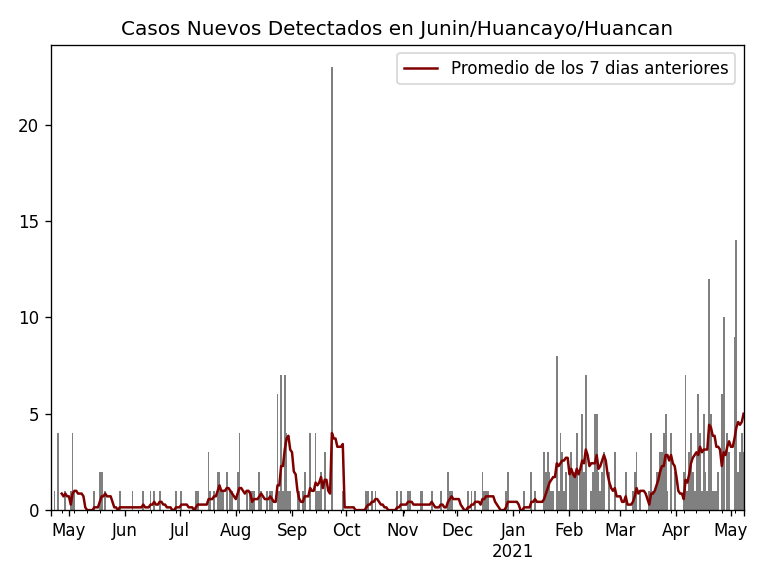 Casos Nuevos Detectados en Junin/Huancayo/Huancan
Promedio de los 7 dias anteriores
20
15
10
5
0
May Jun Jul Aug Sep Oct Nov Dec Jan Feb Mar Apr May
2021